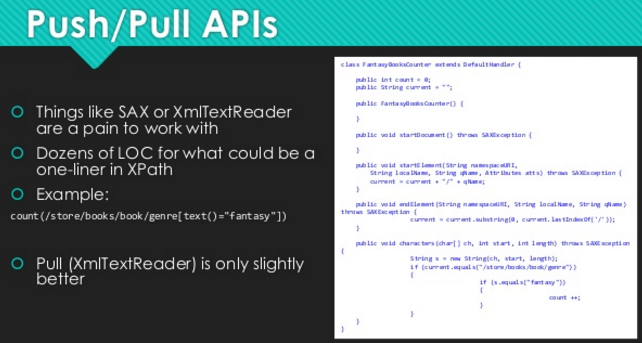 Push/Pull APIs
Things like SAX or XmlTextReader
are a pain to work with
Dozens of LOC for what could be a
one-liner in XPath
Example:
count(/store/books/book/genre[text()="fantasy"])
Pull (XmlTextReader) is only slightly
better
class FantasyBooksCounter extends DefaultHandler {
public int count = 0;
public String current = "";
public FantasyBooksCounter() {
}
public void startDocument() throws SAXException {
}
public void startElement(String namespaceURI,
String localName, String qName, Attributes atts) throws SAXException {
current = current + "/" + qName;
}
public void endElement(String namespaceURI, String localName, String qName)
throws SAXException {
current = current.substring(0, current.lastIndexOf('/'));
}
public void characters(char[] ch, int start, int length) throws SAXException
{
String s = new String(ch, start, length);
if (current.equals("/store/books/book/genre"))
{
if (s.equals("fantasy"))
{
count ++;
}
}
}
}